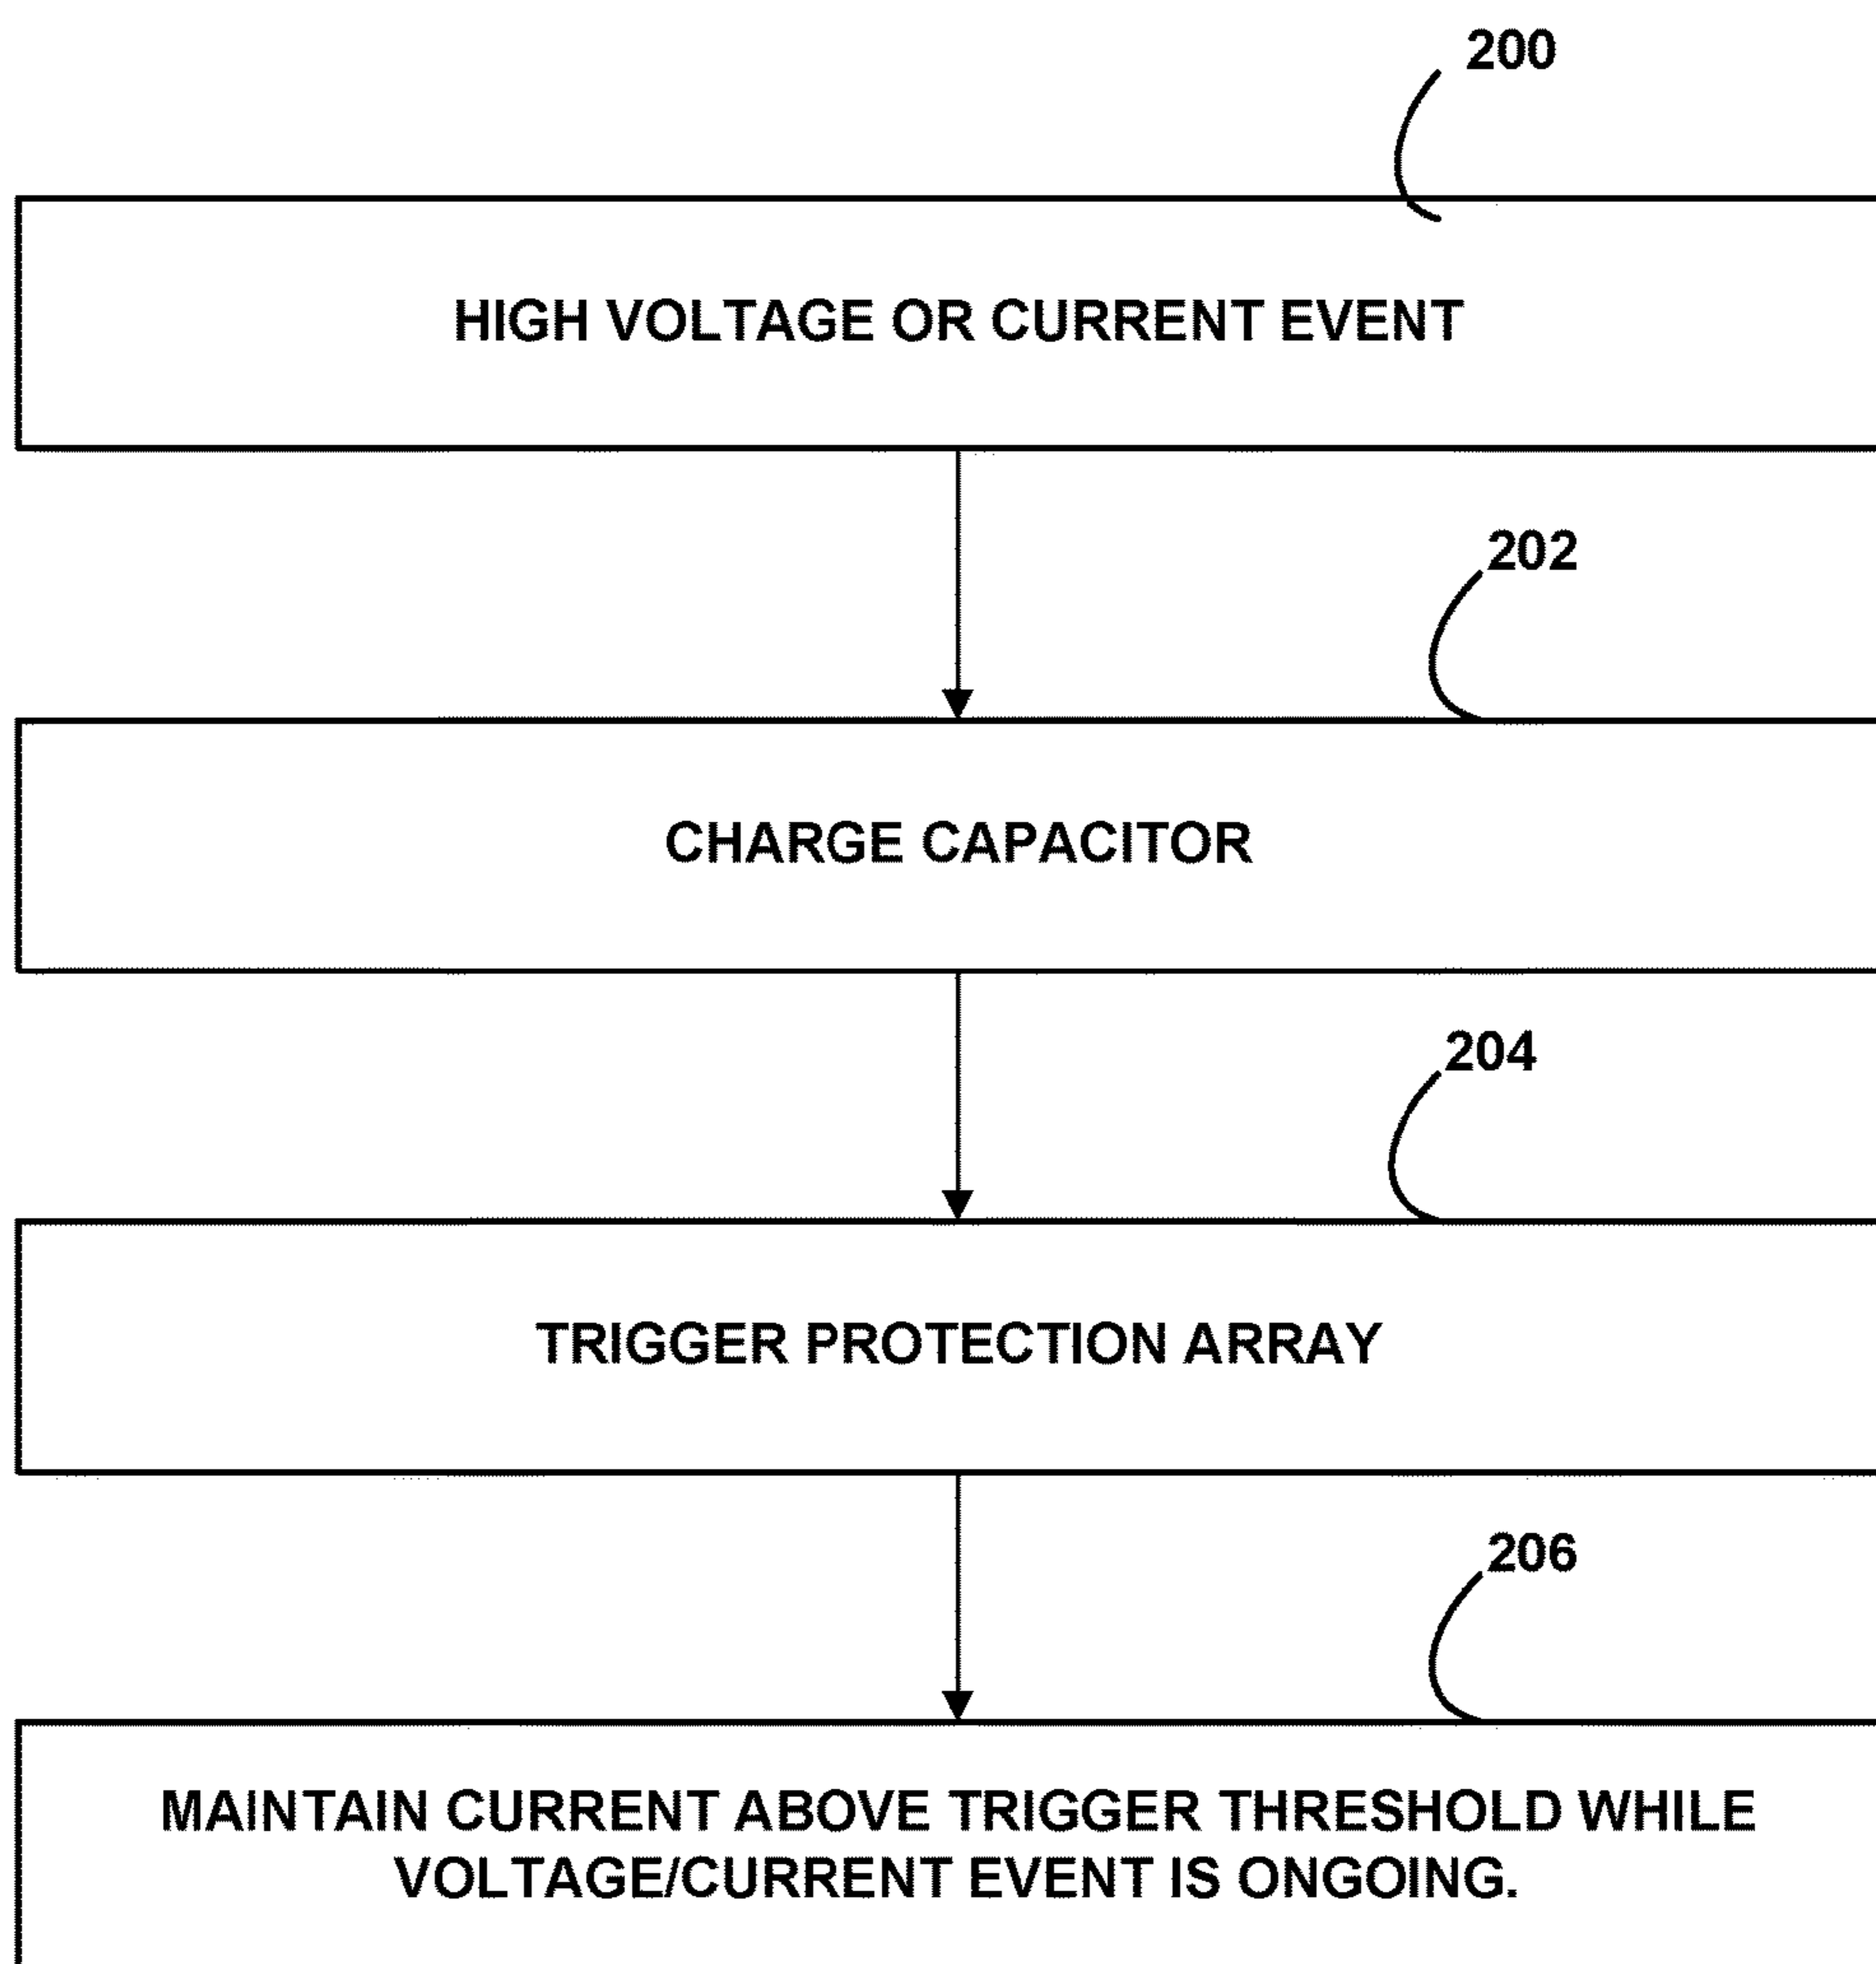 200
HIGH VOLTAGE OR CURRENT EVENT
202
CHARGE CAPACITOR
204
TRIGGER PROTECTION ARRAY
206
MAINTAIN CURRENT ABOVE TRIGGER THRESHOLD WHILE
VOLTAGE/CURRENT EVENT IS ONGOING.